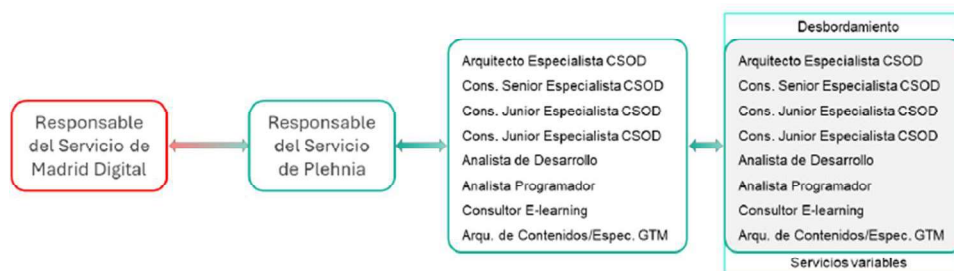 Responsable
del Servicio de
Madrid Digital
Responsable
del Servicio
de Plehnia
Arquitecto Especialista CSOD
Cons. Senior Especialista CSOD
Cons. Junior Especialista CSOD
Cons. Junior Especialista CSOD
Analista de Desarrollo
Analista Programador
Consultor E-learning
Arqu. de Contenidos/Espec. GTM
Desbordamiento
Arquitecto Especialista CSOD
Cons. Senior Especialista CSOD
Cons. Junior Especialista CSOD
Cons. Junior Especialista CSOD
Analista de Desarrollo
Analista Programador
Consultor E-learning
Arqu. de Contenidos/Espec. GTM
Servicios variables